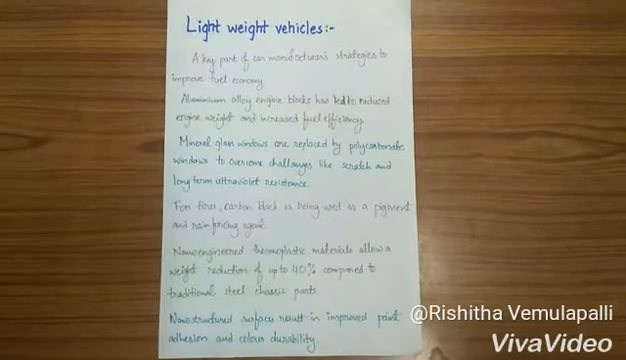 Light weight vehicles:-
A key part of car manufacturers strategies to
improve fuel economy
Aluminium alloy engine blocks has led to reduced
engine weight and increased fuel efficiency.
Mineral glass windows are replaced by polycarbonate
windows to overcome challanges like scratch and
long term ultraviolet resistance.
For tires, carbon black is being used as a pigment
and reinforcing agent.
Nanoengineered thermoplastic materials allow a
weight reduction of up to 40% compared to
traditional steel chassis parts
Nanostructured surfaces result in improved paint
adhesion and colour durability.
@Rishitha Vemulapalli
VivaVideo